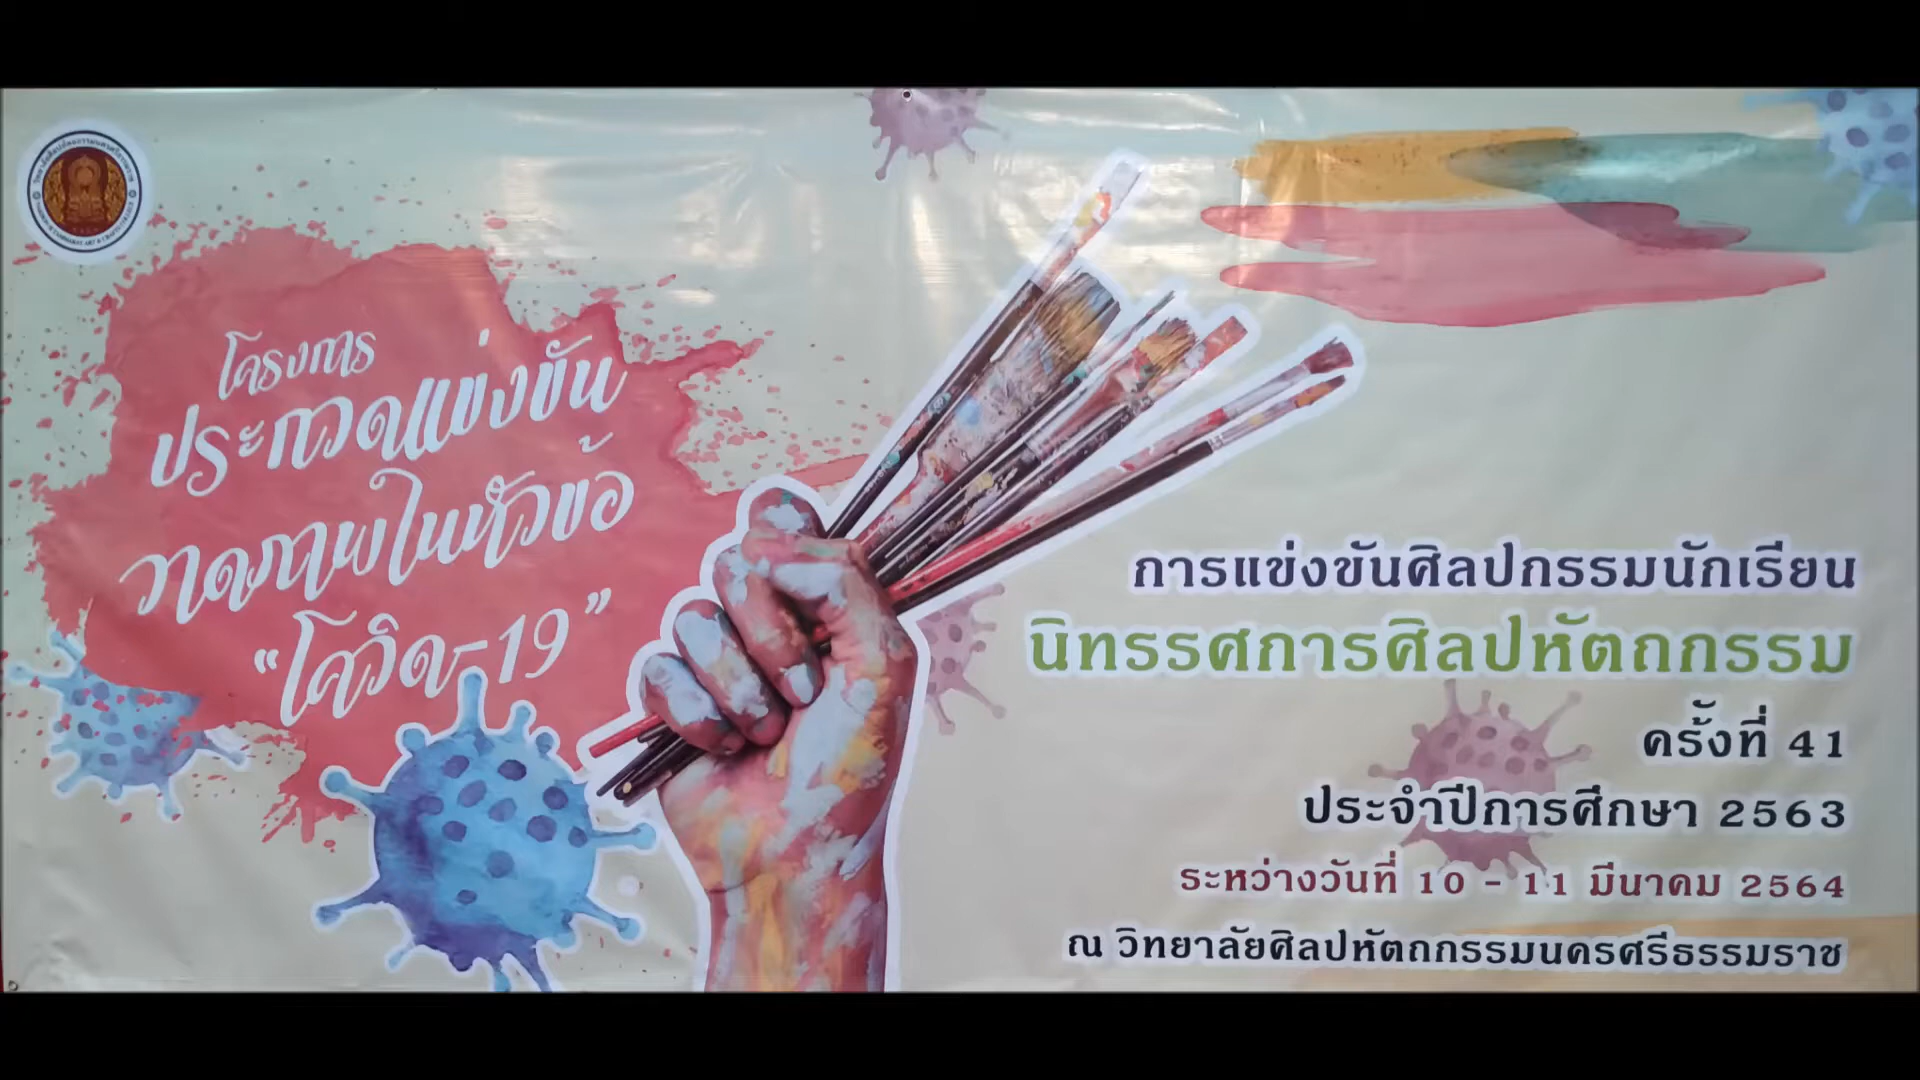 โครงการ
ประกวดแข่งขัน
วาดภาพในหัวข้อ
“โควิด-19”
การแข่งขันศิลปกรรมนักเรียน
นิทรรศการศิลปหัตถกรรม
ครั้งที่ 41
ประจำปีการศึกษา 2563
ระหว่างวันที่ 10 - 11 มีนาคม 2564
ณ วิทยาลัยศิลปหัตถกรรมนครศรีธรรมราช